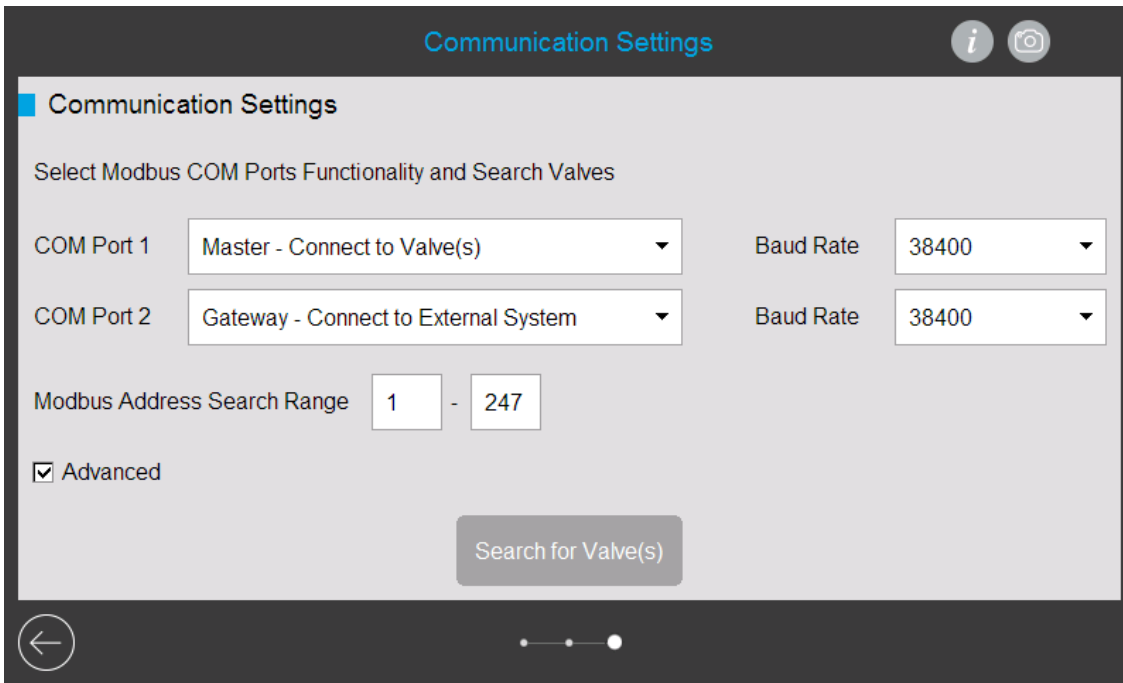 Communication Settings
i
Communication Settings
Select Modbus COM Ports Functionality and Search Valves
COM Port 1 Master - Connect to Valve(s) Baud Rate 38400
COM Port 2 Gateway - Connect to External System Baud Rate 38400
Modbus Address Search Range 1 - 247
Advanced
Search for Valve(s)